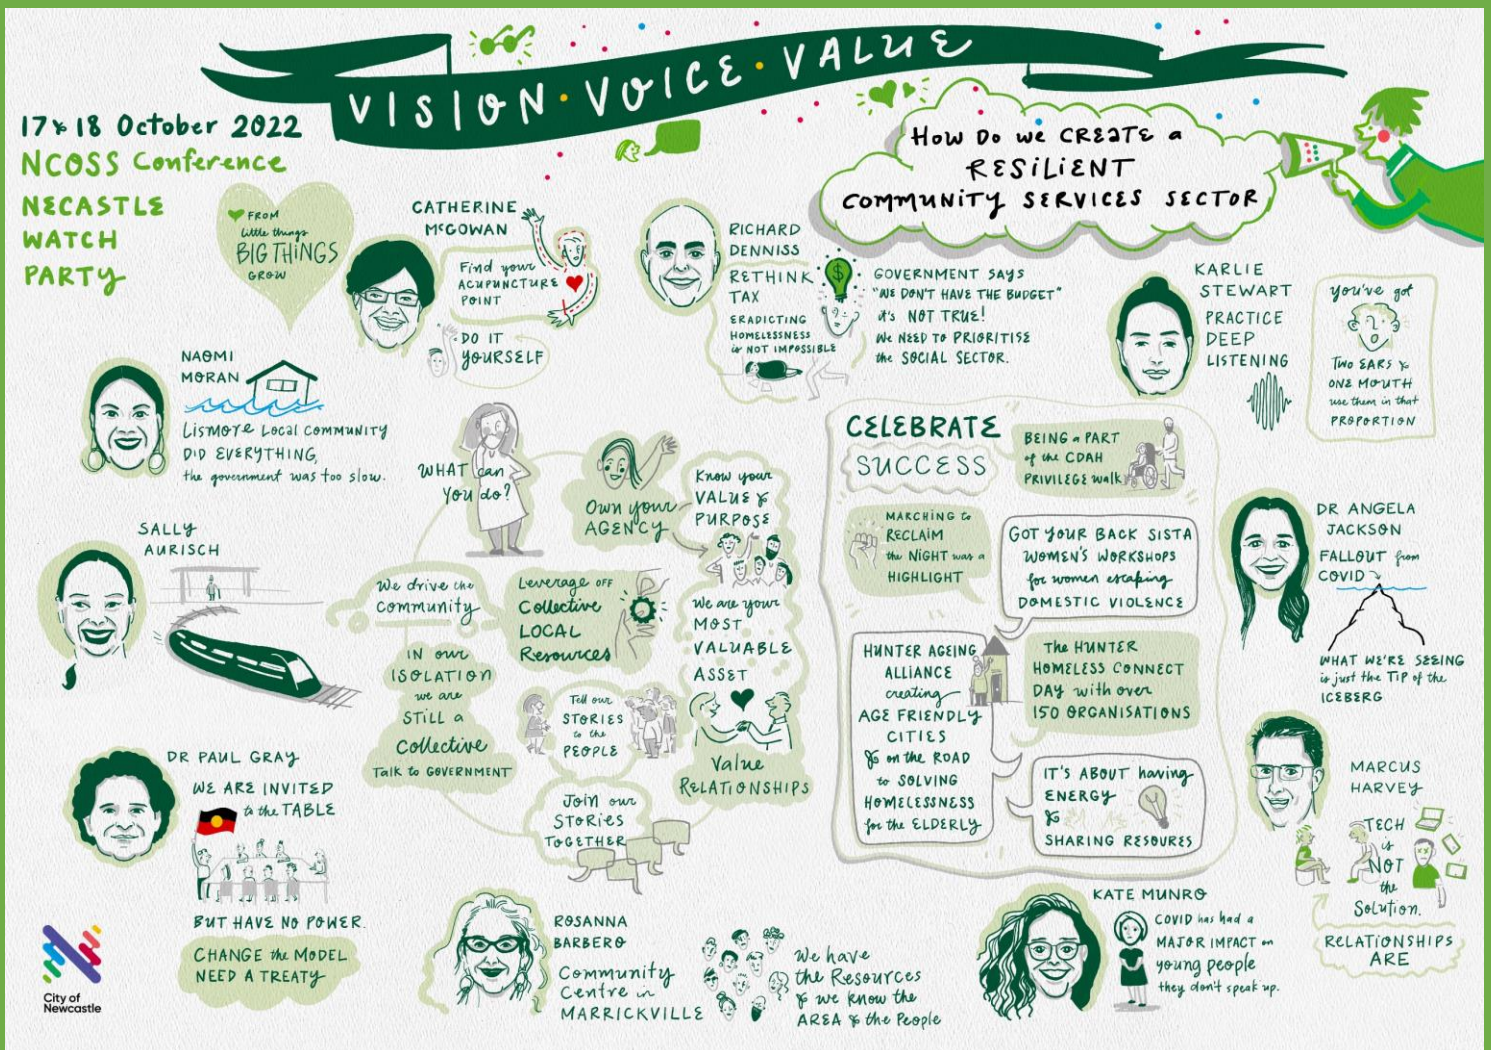 VISION · VOICE · VALUE
17 & 18 October 2022
NCOSS Conference
NECASTLE
WATCH
PARTY
FROM
little things
BIG THINGS
GROW
CATHERINE
McGOWAN
Find your
ACUPUNCTURE
POINT
DO IT
YOURSELF
RICHARD
DENNISS
RETHINK
TAX
ERADICTING
HOMELESSNESS
is NOT IMPOSSIBLE
$
GOVERNMENT SAYS
"WE DON'T HAVE THE BUDGET"
it's NOT TRUE!
WE NEED TO PRIORITISE
the SOCIAL SECTOR.
HOW DO WE CREATE a
RESILIENT
COMMUNITY SERVICES SECTOR
KARLIE
STEWART
PRACTICE
DEEP
LISTENING
you've got
TWO EARS &
ONE MOUTH
use them in that
PROPORTION
NAOMI
MORAN
LISMORE Local COMMUNITY
DID EVERYTHING,
the government was too slow.
SALLY
AURISCH
WHAT can
You do?
Own your
AGENCY
Know your
VALUE &
PURPOSE
We are your
MOST
VALUABLE
ASSET
Value
RELATIONSHIPS
We drive the
community
IN our
ISOLATION
we are
STILL a
Collective
Talk to GOVERNMENT
Leverage OFF
Collective
LOCAL
Resources
Tell our
STORIES
to the
PEOPLE
Join our
STORIES
TOGETHER
CELEBRATE
SUCCESS
BEING a PART
of the CDAH
PRIVILEGE walk
MARCHING to
RECLAIM
the NIGHT was a
HIGHLIGHT
GOT YOUR BACK SISTA
WOMEN'S WORKSHOPS
for women escaping
DOMESTIC VIOLENCE
HUNTER AGEING
ALLIANCE
creating
AGE FRIENDLY
CITIES
& on the ROAD
to SOLVING
HOMELESSNESS
for the ELDERLY
The HUNTER
HOMELESS CONNECT
DAY with over
150 ORGANISATIONS
IT'S ABOUT having
ENERGY
&
SHARING RESOURES
DR ANGELA
JACKSON
FALLOUT from
COVID
WHAT WE'RE SEEING
is just the TIP of the
ICEBERG
DR PAUL GRAY
WE ARE INVITED
to the TABLE
BUT HAVE NO POWER.
CHANGE the MODEL
NEED A TREATY
MARCUS
HARVEY
TECH
is
NOT
the
Solution.
RELATIONSHIPS
ARE
ROSANNA
BARBERO
Community
Centre in
MARRICKVILLE
We have
the Resources
& we know the
AREA & the People
KATE MUNRO
COVID has had a
MAJOR IMPACT on
young people
they don't speak up.
City of
Newcastle